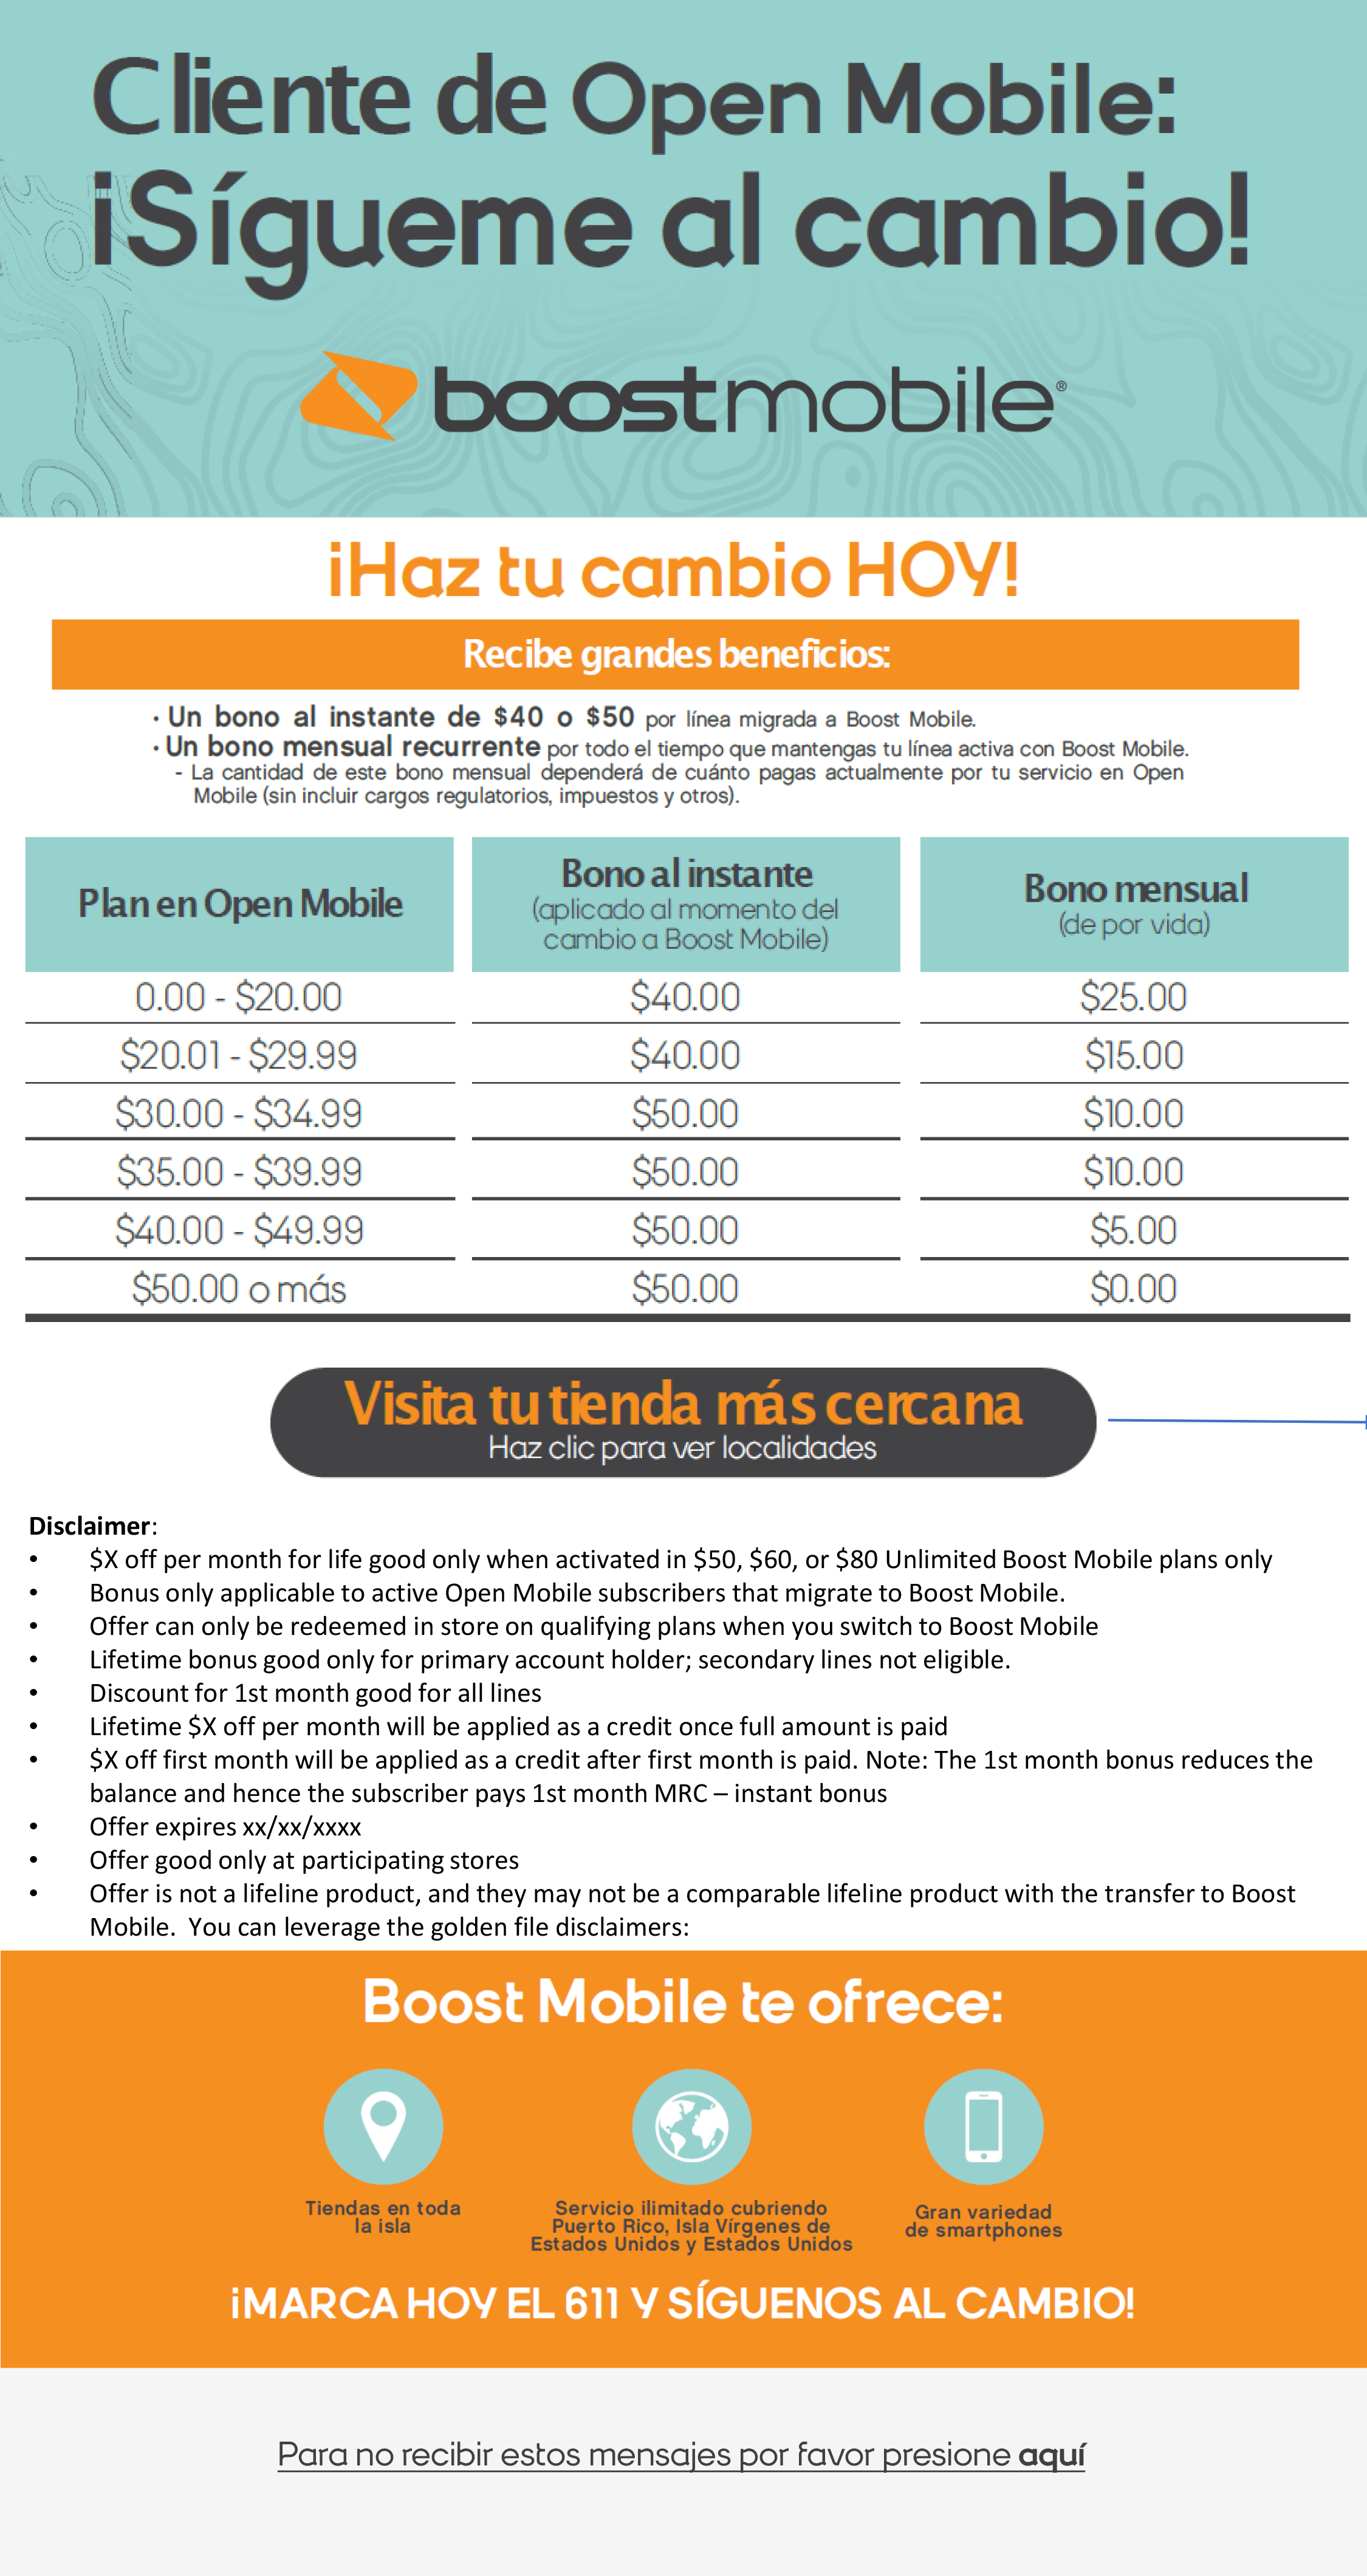 Cliente de Open Mobile:
¡Sígueme al cambio!
boostmobile®
¡Haz tu cambio HOY!
Recibe grandes beneficios:
• Un bono al instante de $40 o $50 por línea migrada a Boost Mobile.
• Un bono mensual recurrente por todo el tiempo que mantengas tu línea activa con Boost Mobile.
- La cantidad de este bono mensual dependerá de cuánto pagas actualmente por tu servicio en Open
Mobile (sin incluir cargos regulatorios, impuestos y otros).
Plan en Open Mobile
Bono al instante
(aplicado al momento del
cambio a Boost Mobile)
Bono mensual
(de por vida)
0.00 - $20.00 $40.00 $25.00
$20.01 - $29.99 $40.00 $15.00
$30.00 - $34.99 $50.00 $10.00
$35.00 - $39.99 $50.00 $10.00
$40.00 - $49.99 $50.00 $5.00
$50.00 o más $50.00 $0.00
Visita tu tienda más cercana
Haz clic para ver localidades
Disclaimer:
• $X off per month for life good only when activated in $50, $60, or $80 Unlimited Boost Mobile plans only
• Bonus only applicable to active Open Mobile subscribers that migrate to Boost Mobile.
• Offer can only be redeemed in store on qualifying plans when you switch to Boost Mobile
• Lifetime bonus good only for primary account holder; secondary lines not eligible.
• Discount for 1st month good for all lines
• Lifetime $X off per month will be applied as a credit once full amount is paid
• $X off first month will be applied as a credit after first month is paid. Note: The 1st month bonus reduces the
balance and hence the subscriber pays 1st month MRC – instant bonus
• Offer expires xx/xx/xxxx
• Offer good only at participating stores
• Offer is not a lifeline product, and they may not be a comparable lifeline product with the transfer to Boost
Mobile. You can leverage the golden file disclaimers:
Boost Mobile te ofrece:
Tiendas en toda
la isla
Servicio ilimitado cubriendo
Puerto Rico, Isla Vírgenes de
Estados Unidos y Estados Unidos
Gran variedad
de smartphones
¡MARCA HOY EL 611 Y SÍGUENOS AL CAMBIO!
Para no recibir estos mensajes por favor presione aquí